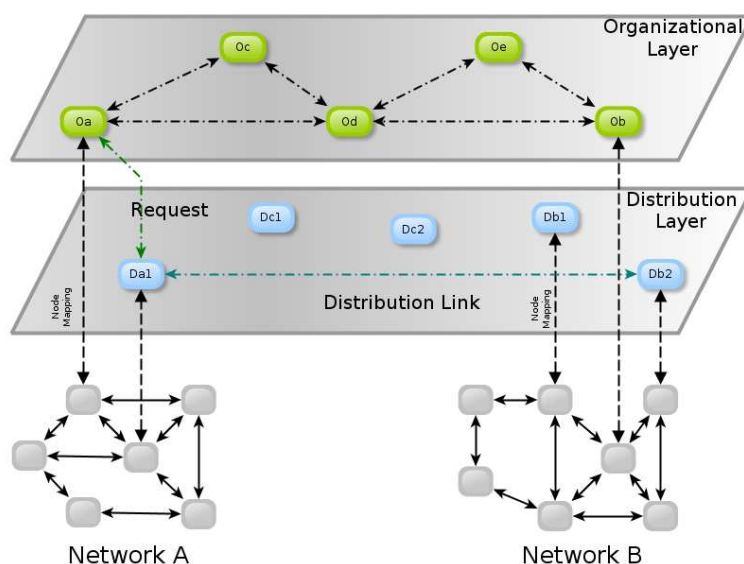 Organizational
Layer
Oc
Oe
Oa
Od
Ob
Distribution
Layer
Request
Dc1
Dc2
Db1
Da1
Db2
Distribution Link
Node
Mapping
Node
Mapping
Network A
Network B